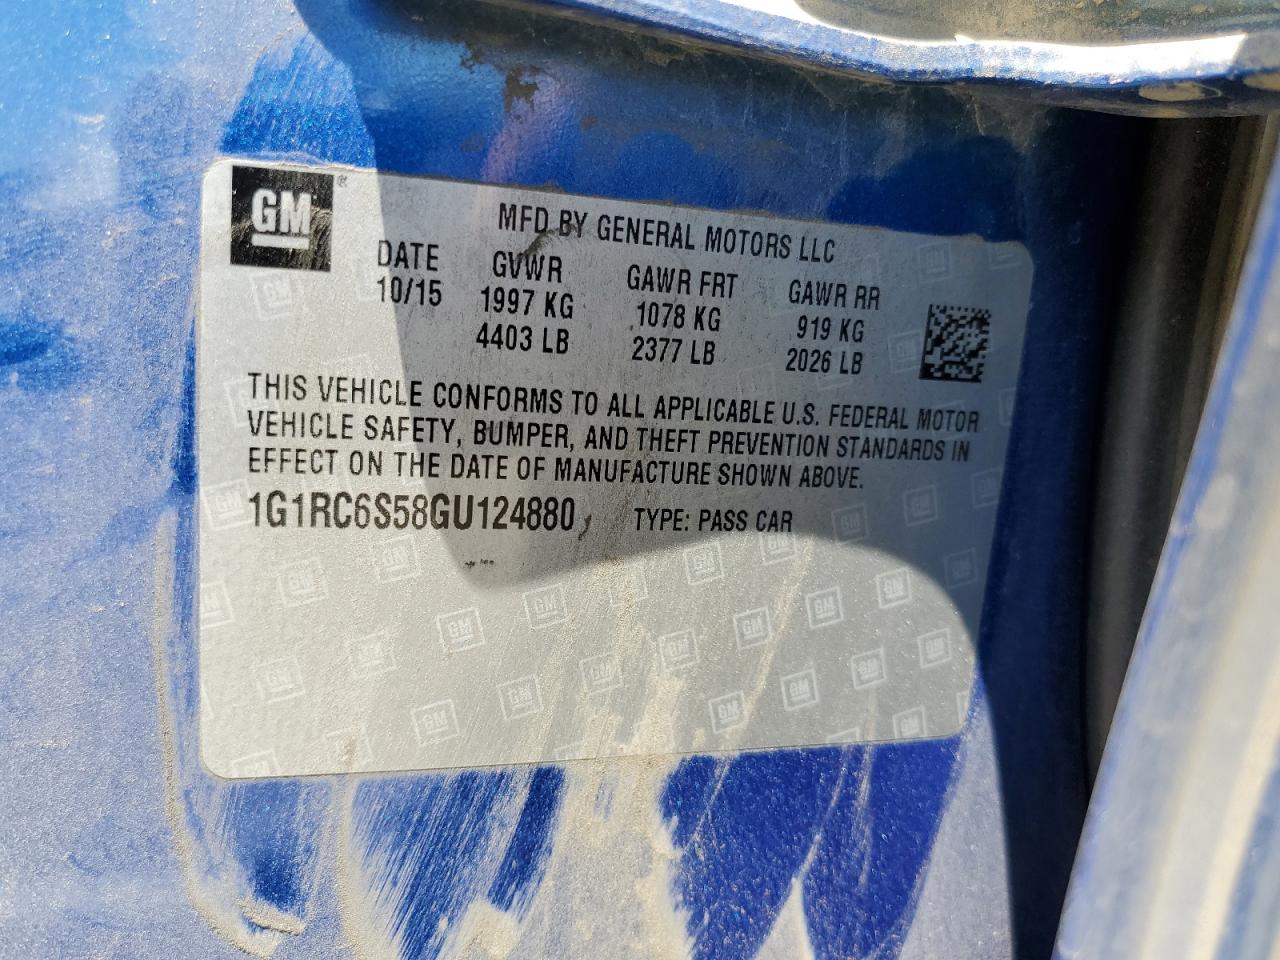 GM®
MFD BY GENERAL MOTORS LLC
DATE GVWR GAWR FRT GAWR RR
10/15 1997 KG 1078 KG 919 KG
4403 LB 2377 LB 2026 LB
THIS VEHICLE CONFORMS TO ALL APPLICABLE U.S. FEDERAL MOTOR
VEHICLE SAFETY, BUMPER, AND THEFT PREVENTION STANDARDS IN
EFFECT ON THE DATE OF MANUFACTURE SHOWN ABOVE.
1G1RC6S58GU124880 TYPE: PASS CAR